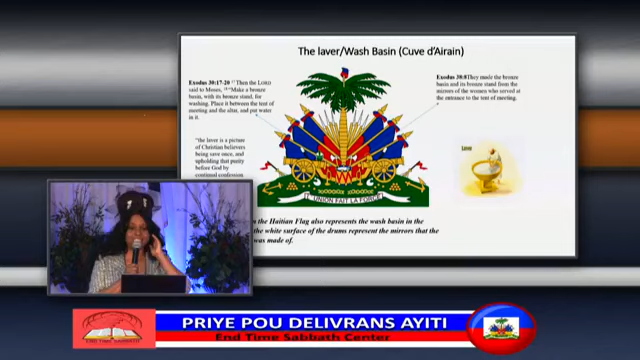 The laver/Wash Basin (Cuve d'Airain)
Exodus 30:17-20 17Then the LORD
said to Moses, 18"Make a bronze
basin, with its bronze stand, for
washing. Place it between the tent of
meeting and the altar, and put water
in it.
Exodus 38:8They made the bronze
basin and its bronze stand from the
mirrors of the women who served at
the entrance to the tent of meeting.
"the laver is a picture
of Christian believers
being save once, and
upholding that purity
before God by
continual confession
Laver
L'UNION FAIT LA FORCE
the Haitian Flag also represents the wash basin in the
the white surface of the drums represent the mirrors that the
was made of.
PRIYE POU DELIVRANS AYITI
End Time Sabbath Center
END TIME SABBATH